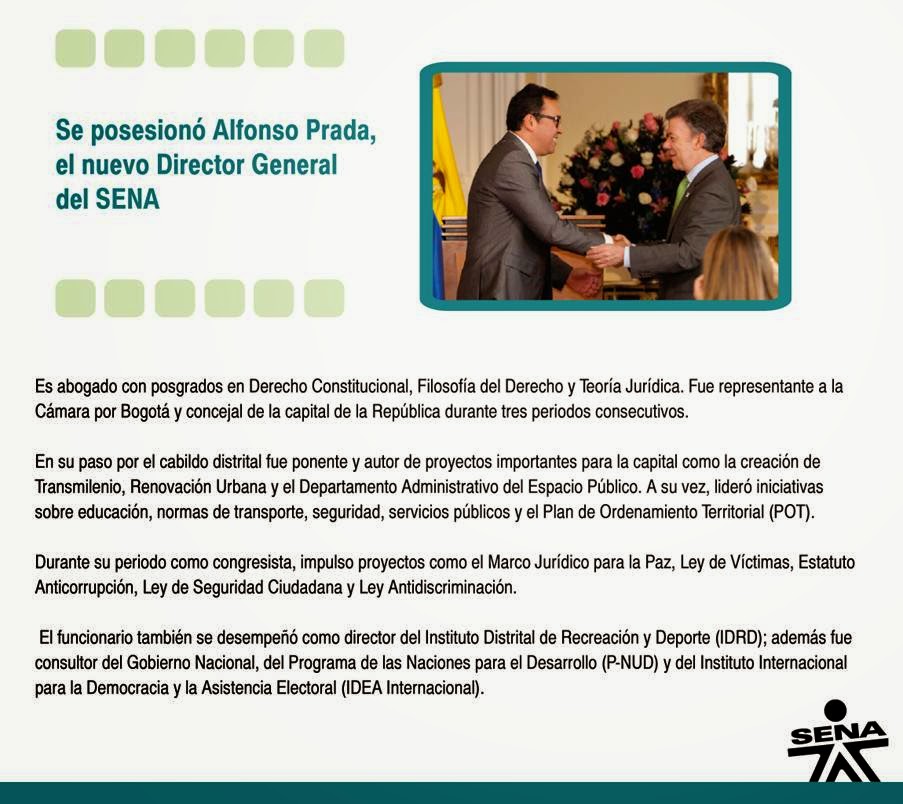 Se posesionó Alfonso Prada,
el nuevo Director General
del SENA
Es abogado con posgrados en Derecho Constitucional, Filosofía del Derecho y Teoría Jurídica. Fue representante a la
Cámara por Bogotá y concejal de la capital de la República durante tres periodos consecutivos.
En su paso por el cabildo distrital fue ponente y autor de proyectos importantes para la capital como la creación de
Transmilenio, Renovación Urbana y el Departamento Administrativo del Espacio Público. A su vez, lideró iniciativas
sobre educación, normas de transporte, seguridad, servicios públicos y el Plan de Ordenamiento Territorial (POT).
Durante su periodo como congresista, impulso proyectos como el Marco Jurídico para la Paz, Ley de Víctimas, Estatuto
Anticorrupción, Ley de Seguridad Ciudadana y Ley Antidiscriminación.
El funcionario también se desempeñó como director del Instituto Distrital de Recreación y Deporte (IDRD); además fue
consultor del Gobierno Nacional, del Programa de las Naciones para el Desarrollo (P-NUD) y del Instituto Internacional
para la Democracia y la Asistencia Electoral (IDEA Internacional).
SENA